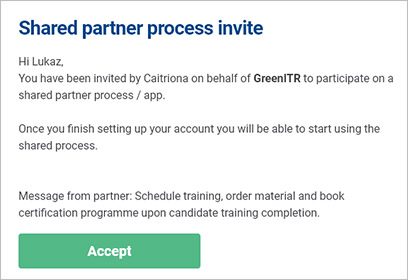 Shared partner process invite
Hi Lukaz,
You have been invited by Caitriona on behalf of GreenITR to participate on a
shared partner process / app.
Once you finish setting up your account you will be able to start using the
shared process.
Message from partner: Schedule training, order material and book
certification programme upon candidate training completion.
Accept